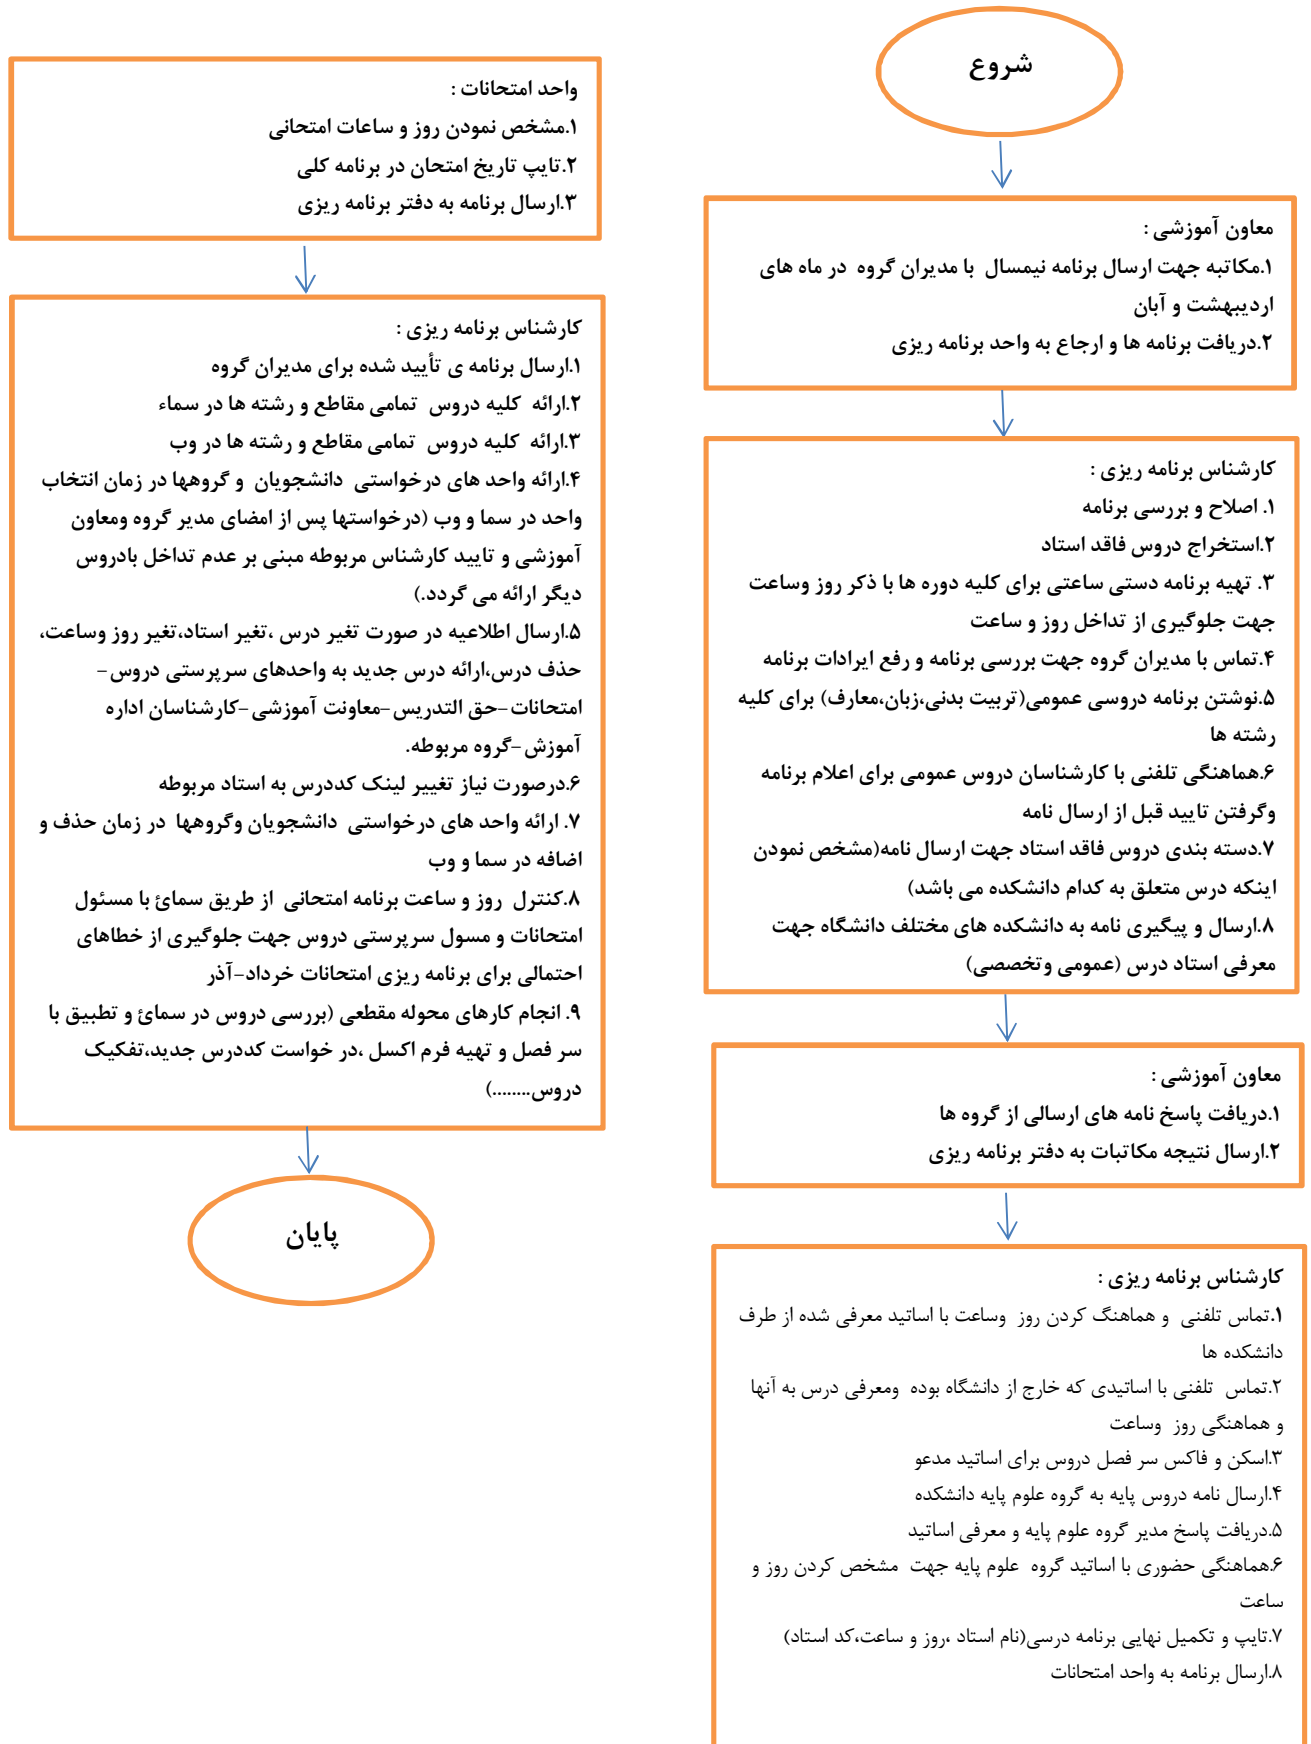 شروع
معاون آموزشی :
۱.مکاتبه جهت ارسال برنامه نیمسال با مدیران گروه در ماه های
اردیبهشت و آبان
۲.دریافت برنامه ها و ارجاع به واحد برنامه ریزی
کارشناس برنامه ریزی :
۱. اصلاح و بررسی برنامه
۲.استخراج دروس فاقد استاد
۳. تهیه برنامه دستی ساعتی برای کلیه دوره ها با ذکر روز وساعت
جهت جلوگیری از تداخل روز و ساعت
۴.تماس با مدیران گروه جهت بررسی برنامه و رفع ایرادات برنامه
۵.نوشتن برنامه دروسی عمومی(تربیت بدنی،زبان،معارف) برای کلیه
رشته ها
۶.هماهنگی تلفنی با کارشناسان دروس عمومی برای اعلام برنامه
وگرفتن تایید قبل از ارسال نامه
۷.دسته بندی دروس فاقد استاد جهت ارسال نامه(مشخص نمودن
اینکه درس متعلق به کدام دانشکده می باشد)
۸.ارسال و پیگیری نامه به دانشکده های مختلف دانشگاه جهت
معرفی استاد درس (عمومی وتخصصی)
معاون آموزشی :
۱.دریافت پاسخ نامه های ارسالی از گروه ها
۲.ارسال نتیجه مکاتبات به دفتر برنامه ریزی
کارشناس برنامه ریزی :
۱.تماس تلفنی و هماهنگ کردن روز وساعت با اساتید معرفی شده از طرف
دانشکده ها
۲.تماس تلفنی با اساتیدی که خارج از دانشگاه بوده ومعرفی درس به آنها
و هماهنگی روز وساعت
۳.اسکن و فاکس سر فصل دروس برای اساتید مدعو
۴.ارسال نامه دروس پایه به گروه علوم پایه دانشکده
۵.دریافت پاسخ مدیر گروه علوم پایه و معرفی اساتید
۶.هماهنگی حضوری با اساتید گروه علوم پایه جهت مشخص کردن روز و
ساعت
۷.تایپ و تکمیل نهایی برنامه درسی(نام استاد ،روز و ساعت،کد استاد)
۸.ارسال برنامه به واحد امتحانات
واحد امتحانات :
۱.مشخص نمودن روز و ساعات امتحانی
۲.تایپ تاریخ امتحان در برنامه کلی
۳.ارسال برنامه به دفتر برنامه ریزی
کارشناس برنامه ریزی :
۱.ارسال برنامه ی تأیید شده برای مدیران گروه
۲.ارائه کلیه دروس تمامی مقاطع و رشته ها در سماء
۳.ارائه کلیه دروس تمامی مقاطع و رشته ها در وب
۴.ارائه واحد های درخواستی دانشجویان و گروهها در زمان انتخاب
واحد در سما و وب (درخواستها پس از امضای مدیر گروه ومعاون
آموزشی و تایید کارشناس مربوطه مبنی بر عدم تداخل بادروس
دیگر ارائه می گردد.)
۵.ارسال اطلاعیه در صورت تغیر درس ،تغیر استاد،تغیر روز وساعت،
حذف درس،ارائه درس جدید به واحدهای سرپرستی دروس-
امتحانات-حق التدریس-معاونت آموزشی-کارشناسان اداره
آموزش-گروه مربوطه.
۶.درصورت نیاز تغییر لینک کددرس به استاد مربوطه
۷. ارائه واحد های درخواستی دانشجویان وگروهها در زمان حذف و
اضافه در سما و وب
۸.کنترل روز و ساعت برنامه امتحانی از طریق سمائ با مسئول
امتحانات و مسول سرپرستی دروس جهت جلوگیری از خطاهای
احتمالی برای برنامه ریزی امتحانات خرداد-آذر
۹. انجام کارهای محوله مقطعی (بررسی دروس در سمائ و تطبیق با
سر فصل و تهیه فرم اکسل ،در خواست کددرس جدید،تفکیک
دروس........)
پایان